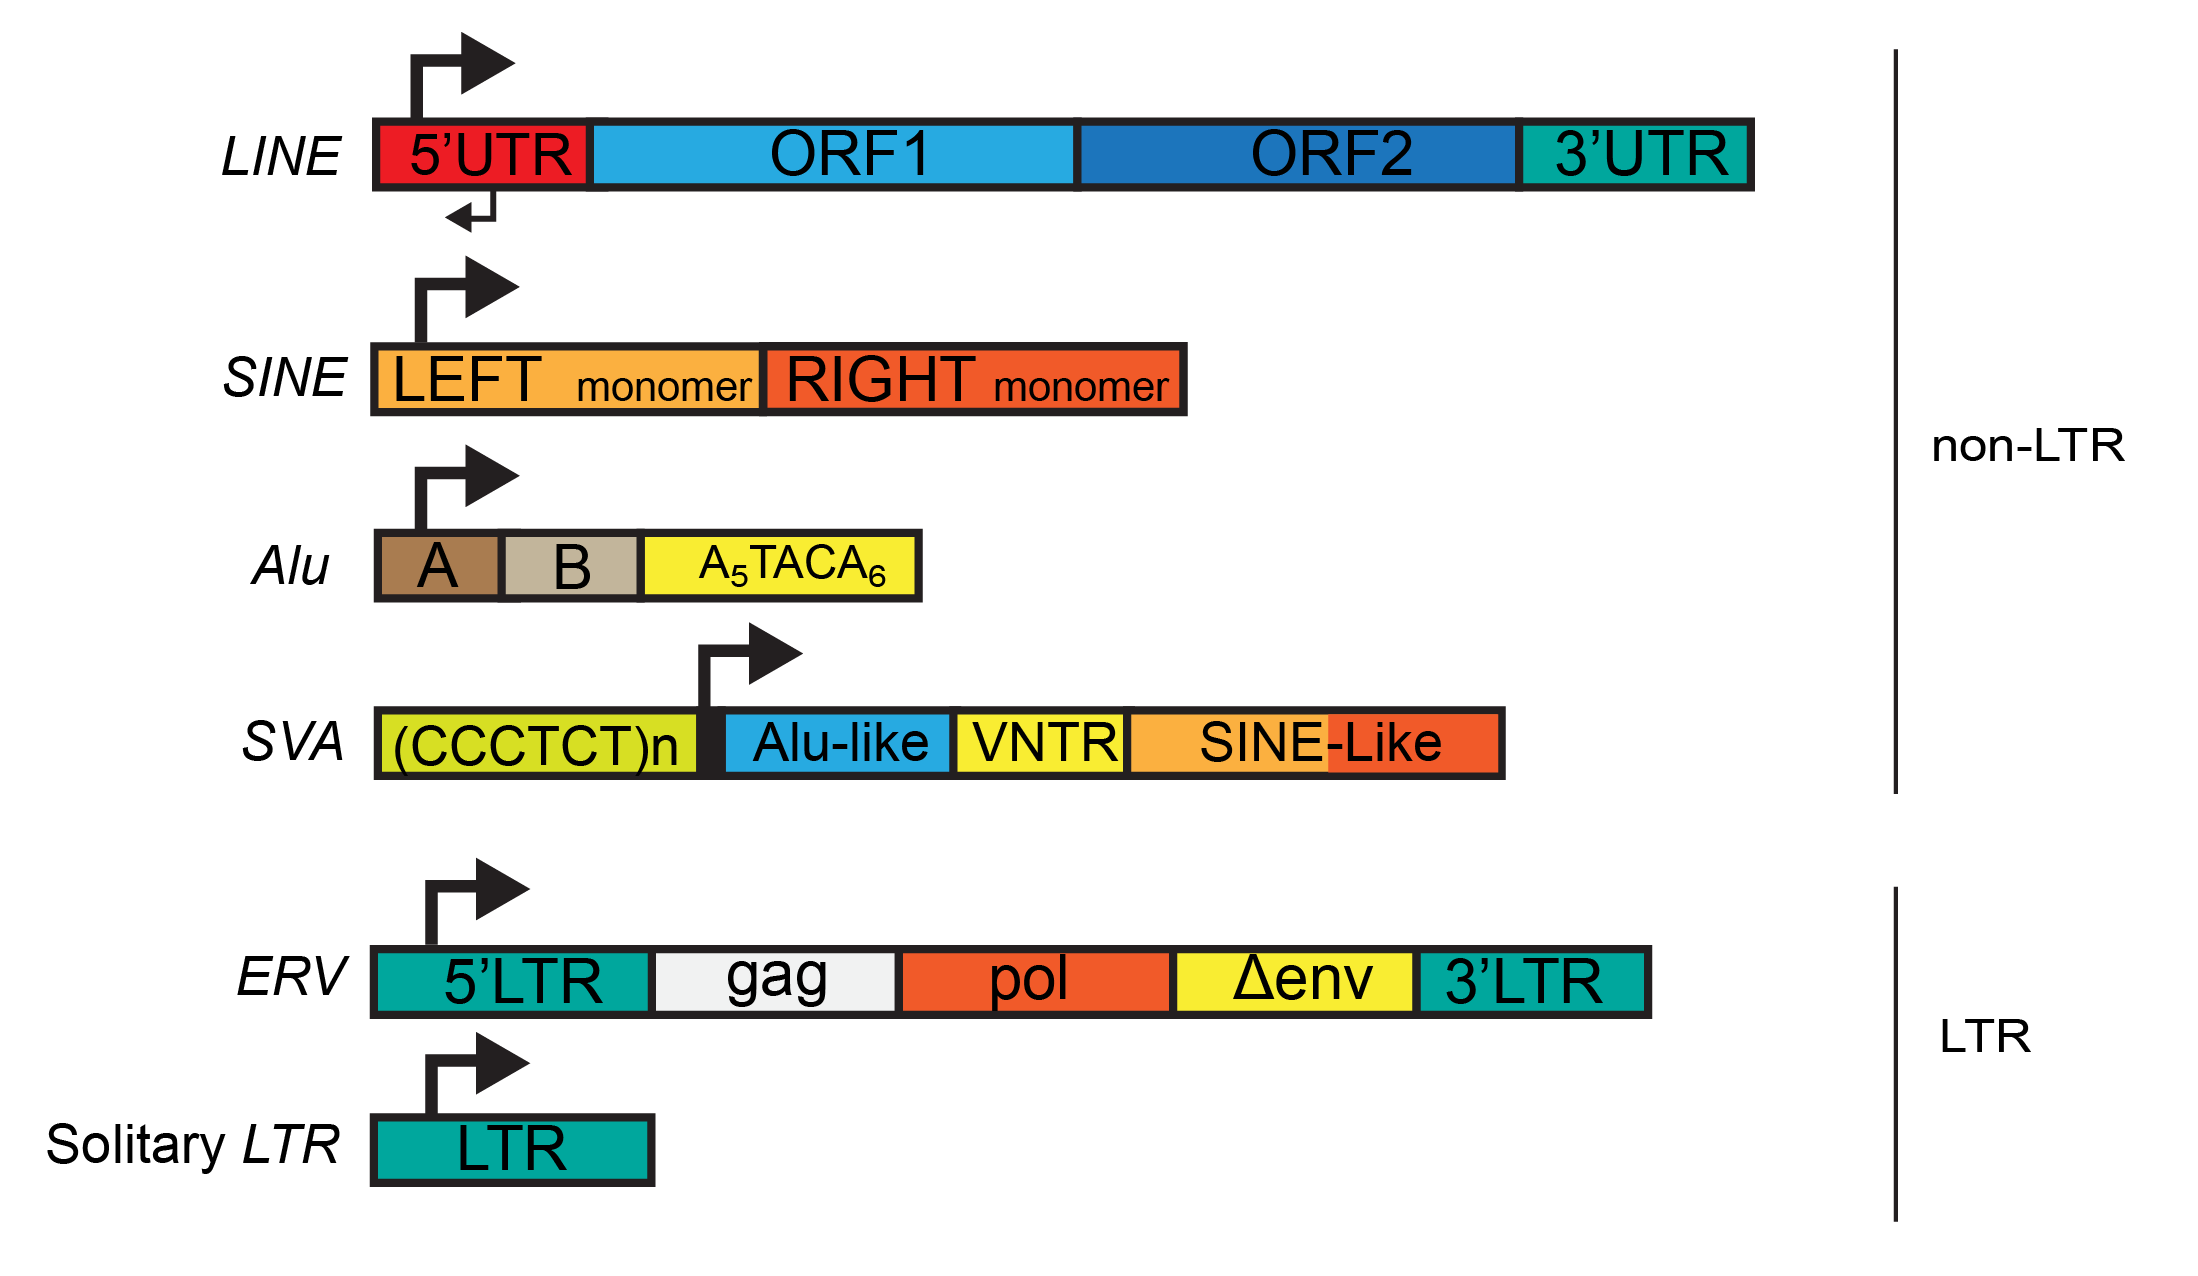 LINE 5’UTR ORF1 ORF2 3’UTR
SINE LEFT monomer RIGHT monomer
non-LTR
Alu A B A₅TACA₆
SVA (CCCTCT)n Alu-like VNTR SINE-Like
ERV 5’LTR gag pol Δenv 3’LTR
LTR
Solitary LTR LTR